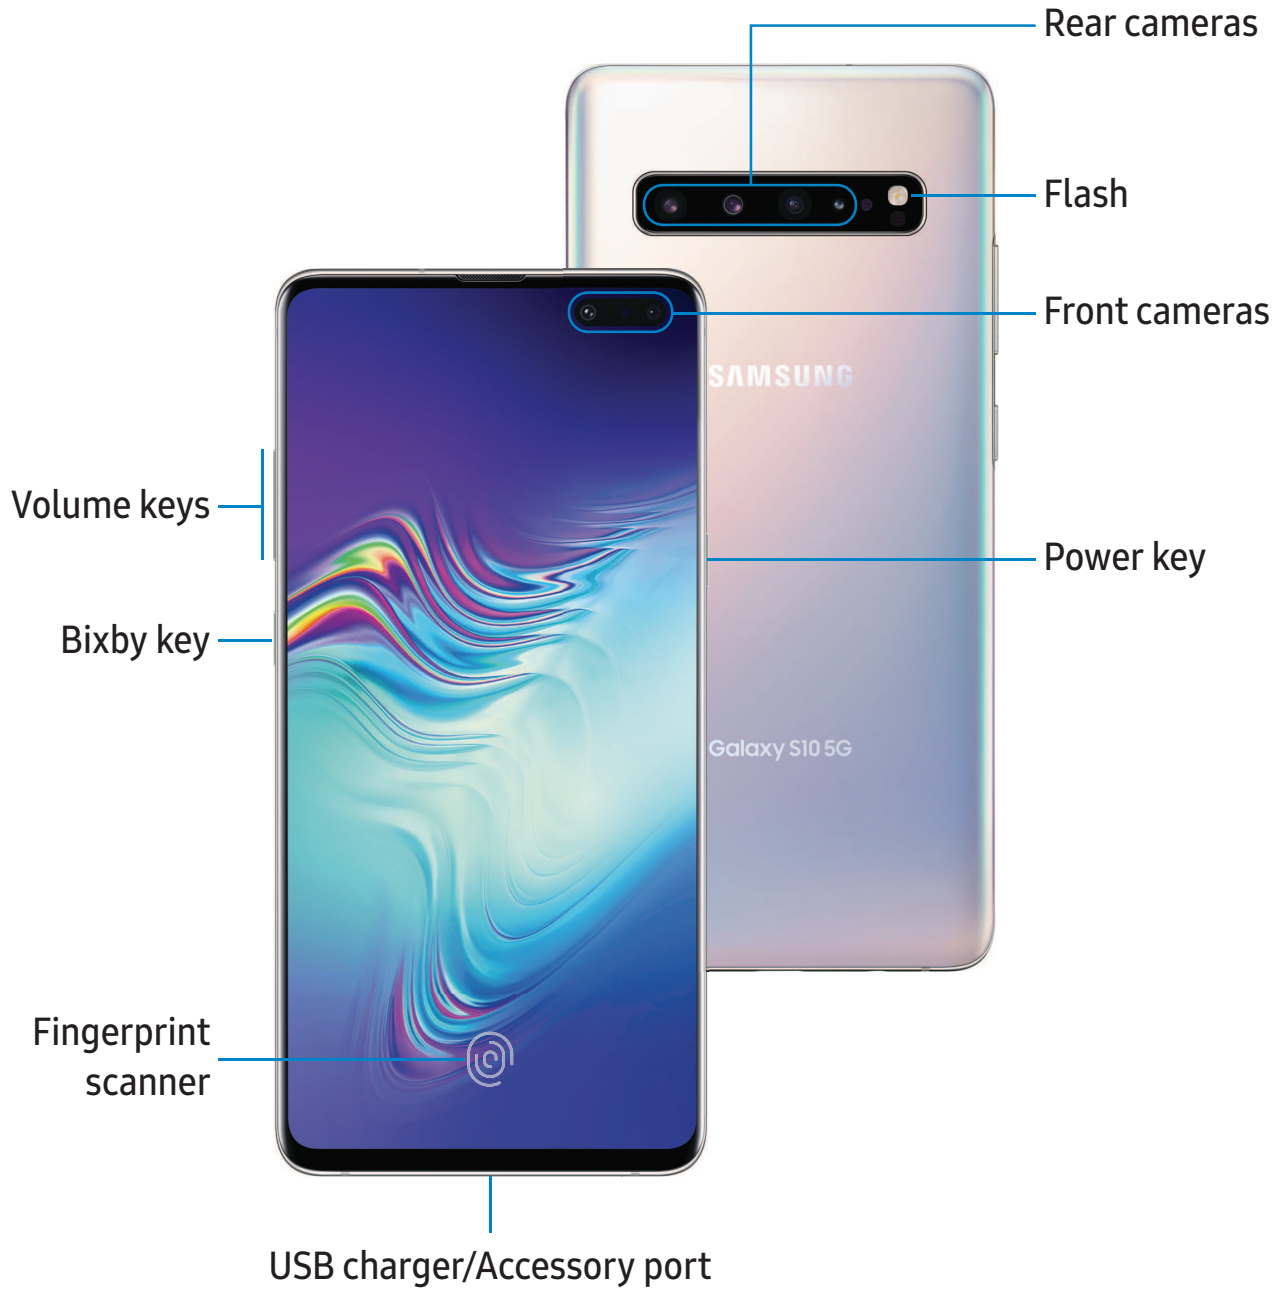 Rear cameras
Flash
Front cameras
SAMSUNG
Volume keys
Power key
Bixby key
Galaxy S10 5G
Fingerprint
scanner
USB charger/Accessory port